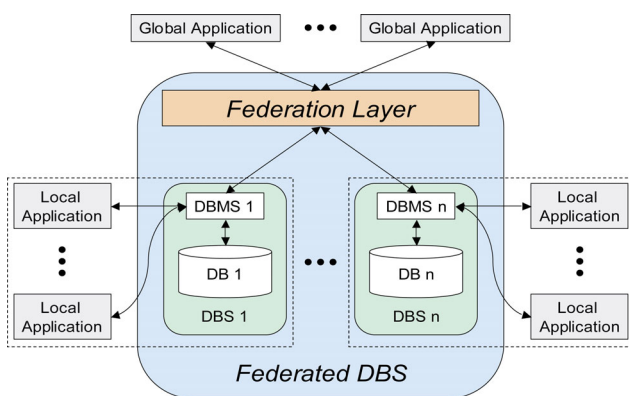 Global Application
Global Application
Federation Layer
Local
Application
DBMS 1
DBMS n
Local
Application
DB 1
DB n
Local
Application
DBS 1
DBS n
Local
Application
Federated DBS